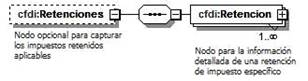 cfdi:Retenciones
cfdi:Retencion
Nodo opcional para capturar
los impuestos retenidos
aplicables
1..∞
Nodo para la información
detallada de una retención
de impuesto específico